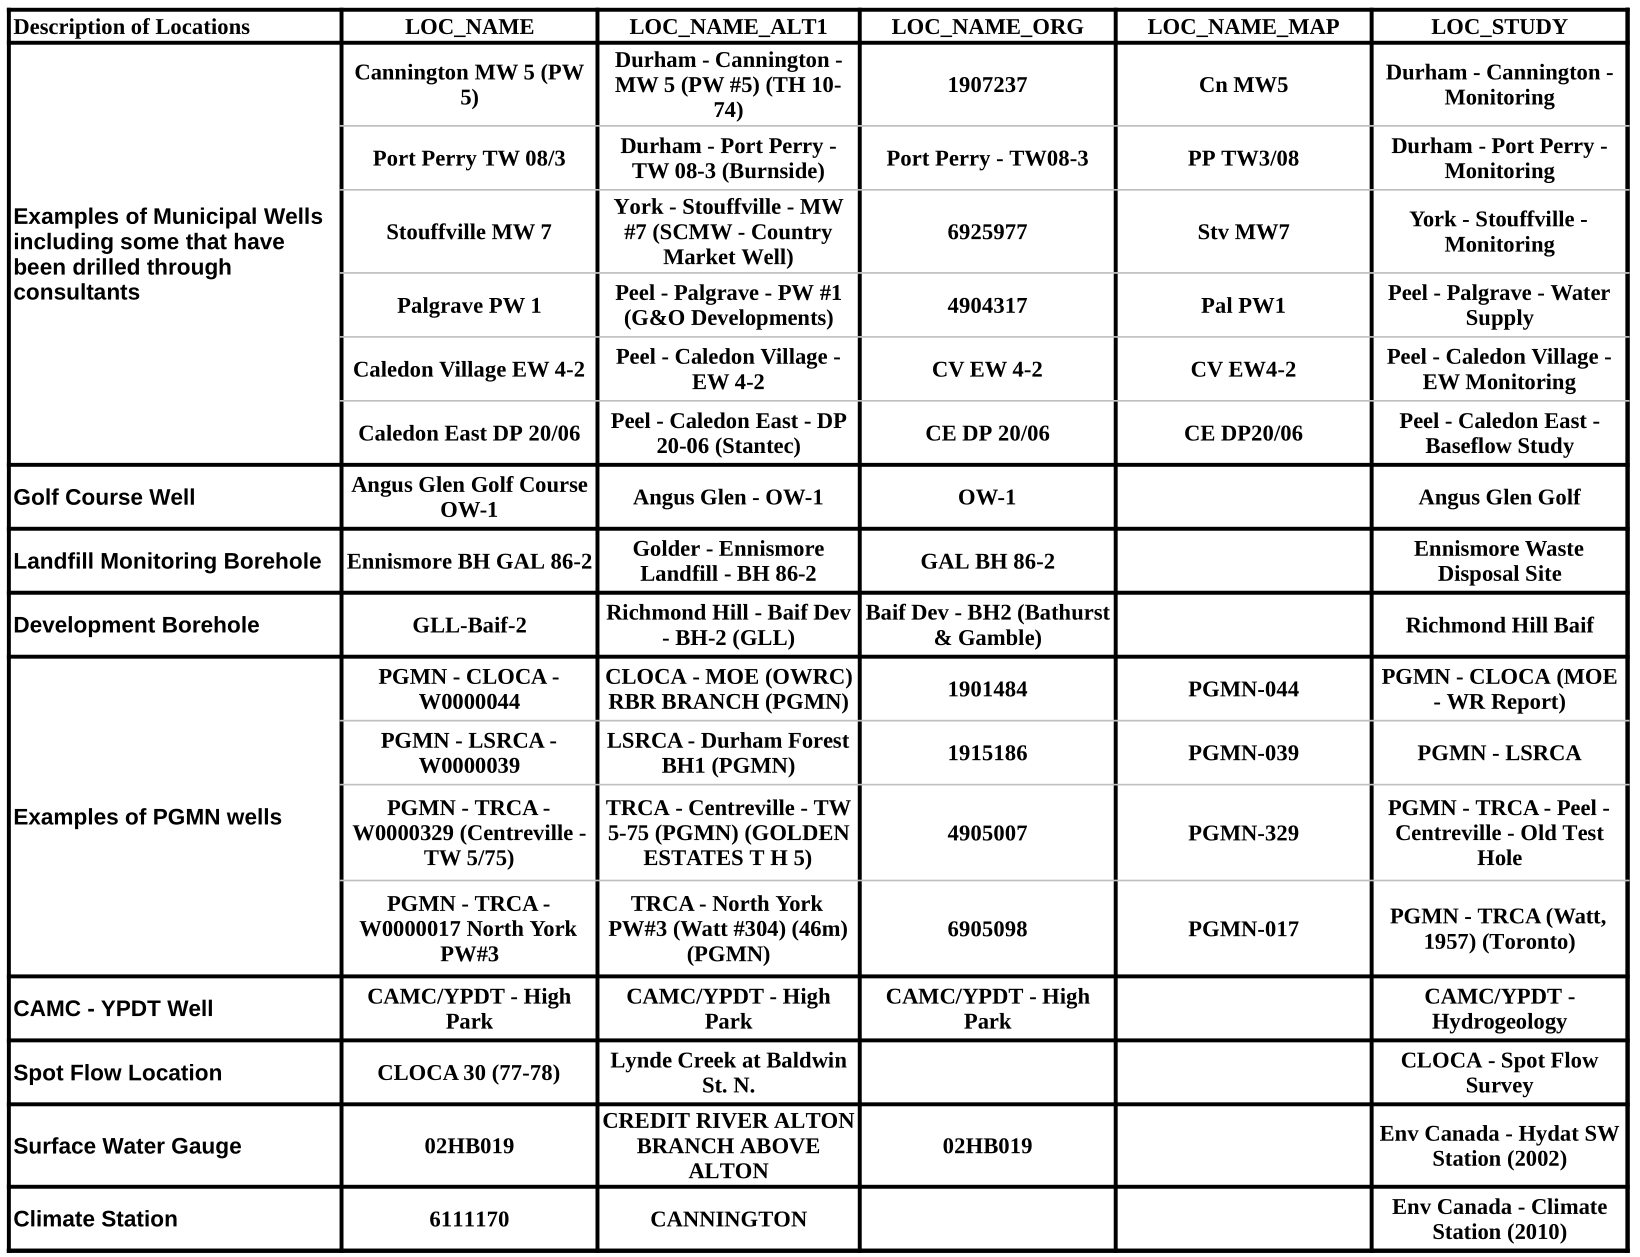 Description of Locations
LOC_NAME
LOC_NAME_ALT1
LOC_NAME_ORG
LOC_NAME_MAP
LOC_STUDY
Examples of Municipal Wells
including some that have
been drilled through
consultants
Cannington MW 5 (PW
5)
Durham - Cannington -
MW 5 (PW #5) (TH 10-
74)
1907237
Cn MW5
Durham - Cannington -
Monitoring
Port Perry TW 08/3
Durham - Port Perry -
TW 08-3 (Burnside)
Port Perry - TW08-3
PP TW3/08
Durham - Port Perry -
Monitoring
Stouffville MW 7
York - Stouffville - MW
#7 (SCMW - Country
Market Well)
6925977
Stv MW7
York - Stouffville -
Monitoring
Palgrave PW 1
Peel - Palgrave - PW #1
(G&O Developments)
4904317
Pal PW1
Peel - Palgrave - Water
Supply
Caledon Village EW 4-2
Peel - Caledon Village -
EW 4-2
CV EW 4-2
CV EW4-2
Peel - Caledon Village -
EW Monitoring
Caledon East DP 20/06
Peel - Caledon East - DP
20-06 (Stantec)
CE DP 20/06
CE DP20/06
Peel - Caledon East -
Baseflow Study
Golf Course Well
Angus Glen Golf Course
OW-1
Angus Glen - OW-1
OW-1
Angus Glen Golf
Landfill Monitoring Borehole
Ennismore BH GAL 86-2
Golder - Ennismore
Landfill - BH 86-2
GAL BH 86-2
Ennismore Waste
Disposal Site
Development Borehole
GLL-Baif-2
Richmond Hill - Baif Dev
- BH-2 (GLL)
Baif Dev - BH2 (Bathurst
& Gamble)
Richmond Hill Baif
Examples of PGMN wells
PGMN - CLOCA -
W0000044
CLOCA - MOE (OWRC)
RBR BRANCH (PGMN)
1901484
PGMN-044
PGMN - CLOCA (MOE
- WR Report)
PGMN - LSRCA -
W0000039
LSRCA - Durham Forest
BH1 (PGMN)
1915186
PGMN-039
PGMN - LSRCA
PGMN - TRCA -
W0000329 (Centreville -
TW 5/75)
TRCA - Centreville - TW
5-75 (PGMN) (GOLDEN
ESTATES T H 5)
4905007
PGMN-329
PGMN - TRCA - Peel -
Centreville - Old Test
Hole
PGMN - TRCA -
W0000017 North York
PW#3
TRCA - North York
PW#3 (Watt #304) (46m)
(PGMN)
6905098
PGMN-017
PGMN - TRCA (Watt,
1957) (Toronto)
CAMC - YPDT Well
CAMC/YPDT - High
Park
CAMC/YPDT - High
Park
CAMC/YPDT - High
Park
CAMC/YPDT -
Hydrogeology
Spot Flow Location
CLOCA 30 (77-78)
Lynde Creek at Baldwin
St. N.
CLOCA - Spot Flow
Survey
Surface Water Gauge
02HB019
CREDIT RIVER ALTON
BRANCH ABOVE
ALTON
02HB019
Env Canada - Hydat SW
Station (2002)
Climate Station
6111170
CANNINGTON
Env Canada - Climate
Station (2010)